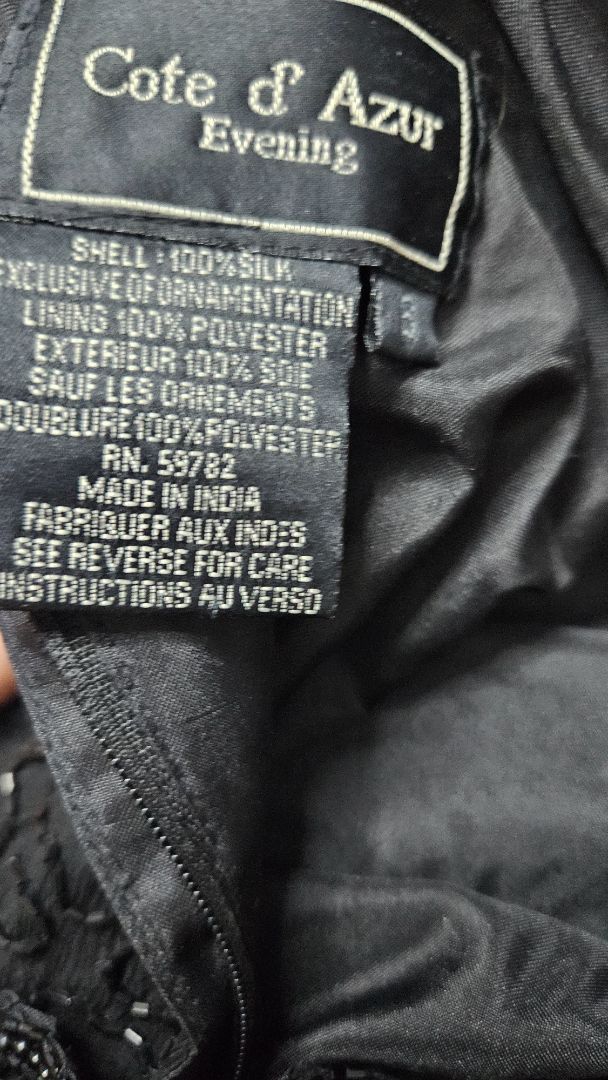 Cote d' Azur
Evening
SHELL : 100% SILK
EXCLUSIVE OF ORNAMENTATION
LINING 100% POLYESTER
EXTERIEUR 100% SOIE
SAUF LES ORNEMENTS
DOUBLURE 100% POLYESTER
RN. 59782
MADE IN INDIA
FABRIQUER AUX INDES
SEE REVERSE FOR CARE
INSTRUCTIONS AU VERSO